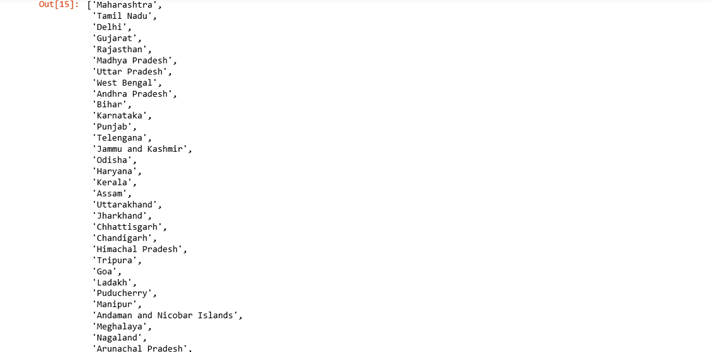 Out[15]: ['Maharashtra',
'Tamil Nadu',
'Delhi',
'Gujarat',
'Rajasthan',
'Madhya Pradesh',
'Uttar Pradesh',
'West Bengal',
'Andhra Pradesh',
'Bihar',
'Karnataka',
'Punjab',
'Telengana',
'Jammu and Kashmir',
'Odisha',
'Haryana',
'Kerala',
'Assam',
'Uttarakhand',
'Jharkhand',
'Chhattisgarh',
'Chandigarh',
'Himachal Pradesh',
'Tripura',
'Goa',
'Ladakh',
'Puducherry',
'Manipur',
'Andaman and Nicobar Islands',
'Meghalaya',
'Nagaland',
'Arunachal Pradesh',